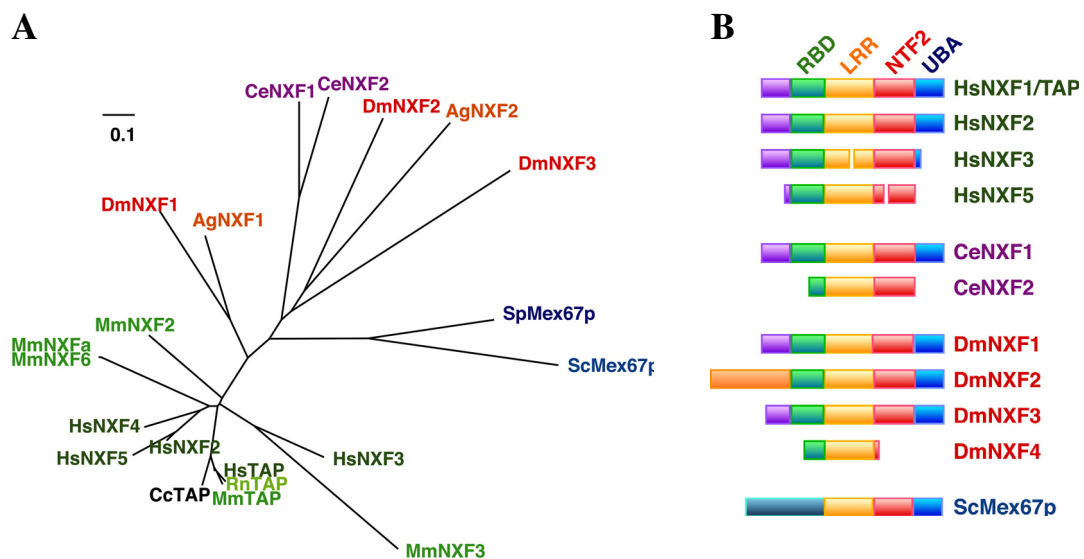 A
CeNXF1
CeNXF2
DmNXF2
AgNXF2
0.1
DmNXF3
DmNXF1
AgNXF1
SpMex67p
MmNXF2
MmNXFa
MmNXF6
ScMex67p
HsNXF4
HsNXF2
HsNXF5
HsNXF3
HsTAP
RnTAP
CcTAP
MmTAP
MmNXF3
B
RBD
LRR
NTF2
UBA
HsNXF1/TAP
HsNXF2
HsNXF3
HsNXF5
CeNXF1
CeNXF2
DmNXF1
DmNXF2
DmNXF3
DmNXF4
ScMex67p